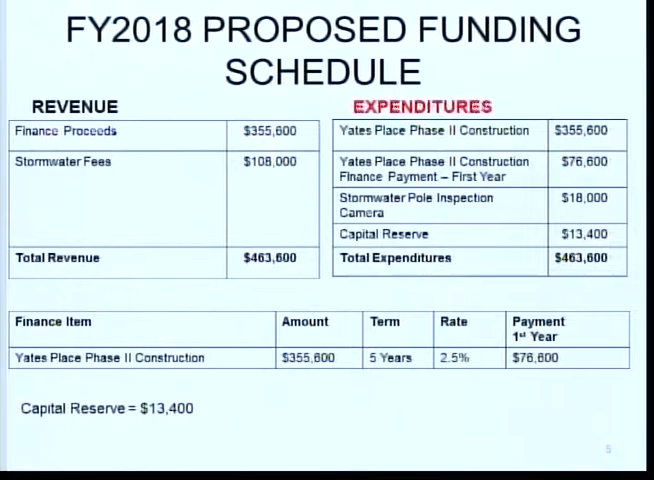 FY2018 PROPOSED FUNDING
SCHEDULE
REVENUE
Finance Proceeds $355,600
Stormwater Fees $108,000
Total Revenue $463,600
EXPENDITURES
Yates Place Phase II Construction $355,600
Yates Place Phase II Construction $76,600
Finance Payment – First Year
Stormwater Pole Inspection $18,000
Camera
Capital Reserve $13,400
Total Expenditures $463,600
Finance Item Amount Term Rate Payment
1st Year
Yates Place Phase II Construction $355,600 5 Years 2.5% $76,600
Capital Reserve = $13,400
5